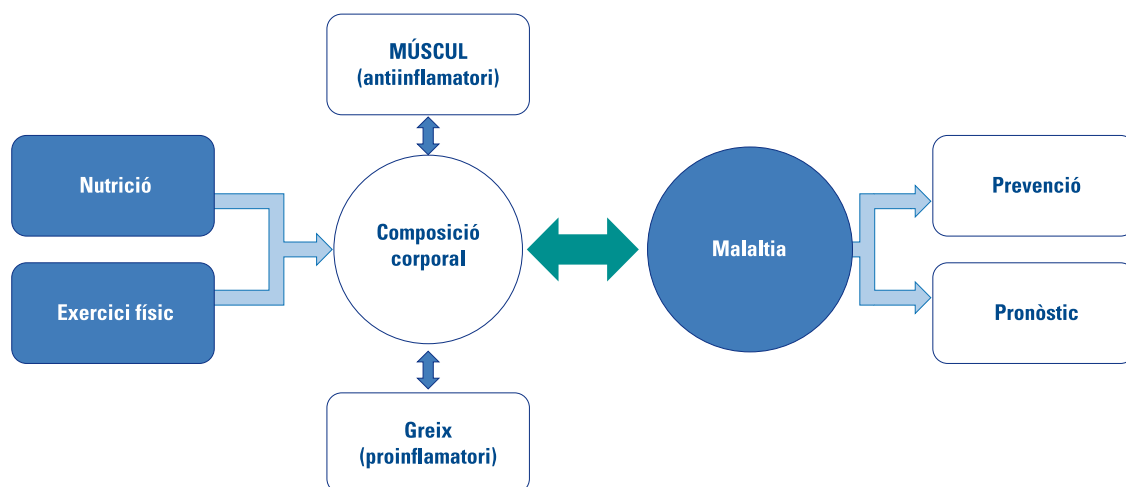 MÚSCUL
(antiinflamatori)
Nutrició
Exercici físic
Composició
corporal
Malaltia
Prevenció
Pronòstic
Greix
(proinflamatori)